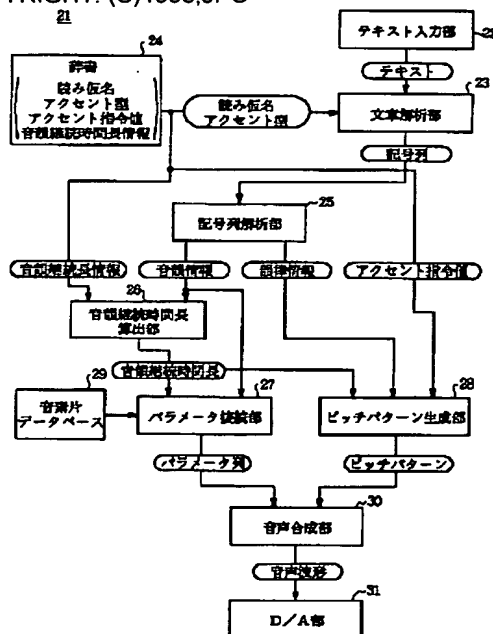 21
24
辞書
読み仮名
アクセント型
アクセント指令値
音韻継続時間長情報
テキスト入力部
テキスト
23
読み仮名
アクセント型
文章解析部
記号列
25
記号列解析部
音韻継続長情報
音韻情報
韻律情報
アクセント指令値
26
音韻継続時間長
算出部
音韻継続時間長
29
音素片
データベース
27
パラメータ接続部
28
ピッチパターン生成部
パラメータ列
ピッチパターン
30
音声合成部
音声波形
31
D/A部